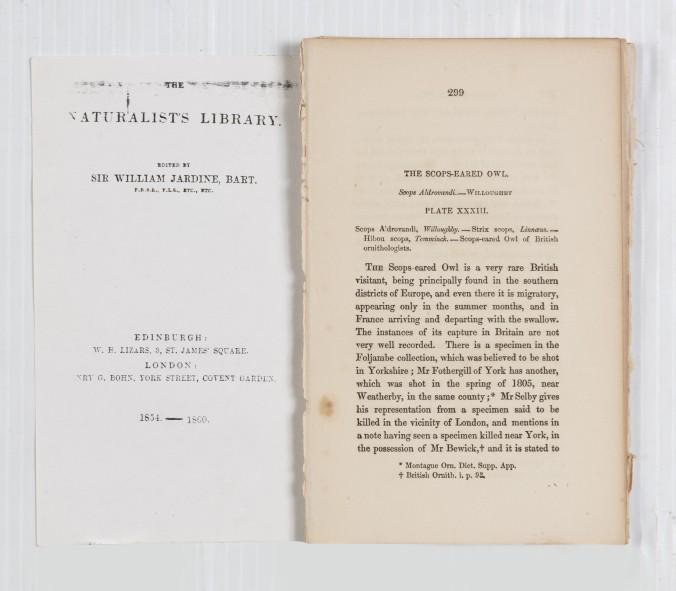 THE
NATURALIST'S LIBRARY.
EDITED BY
SIR WILLIAM JARDINE, BART.
F.R.S.E., F.L.S., ETC., ETC.
EDINBURGH:
W. H. LIZARS, 3, ST. JAMES' SQUARE.
LONDON:
NRY G. BOHN, YORK STREET, COVENT GARDEN.
1854. — 1860.
299
THE SCOPS-EARED OWL.
Scops Aldrovandi.—WILLOUGHBY
PLATE XXXIII.
Scops A'drovandi, Willoughby.—Strix scops, Linnæus.—
Hibou scops, Temminck.—Scops-eared Owl of British
ornithologists.
THE Scops-eared Owl is a very rare British
visitant, being principally found in the southern
districts of Europe, and even there it is migratory,
appearing only in the summer months, and in
France arriving and departing with the swallow.
The instances of its capture in Britain are not
very well recorded. There is a specimen in the
Foljambe collection, which was believed to be shot
in Yorkshire; Mr Fothergill of York has another,
which was shot in the spring of 1805, near
Weatherby, in the same county;* Mr Selby gives
his representation from a specimen said to be
killed in the vicinity of London, and mentions in
a note having seen a specimen killed near York, in
the possession of Mr Bewick,† and it is stated to
* Montague Orn. Dict. Supp. App.
† British Ornith. i. p. 92.